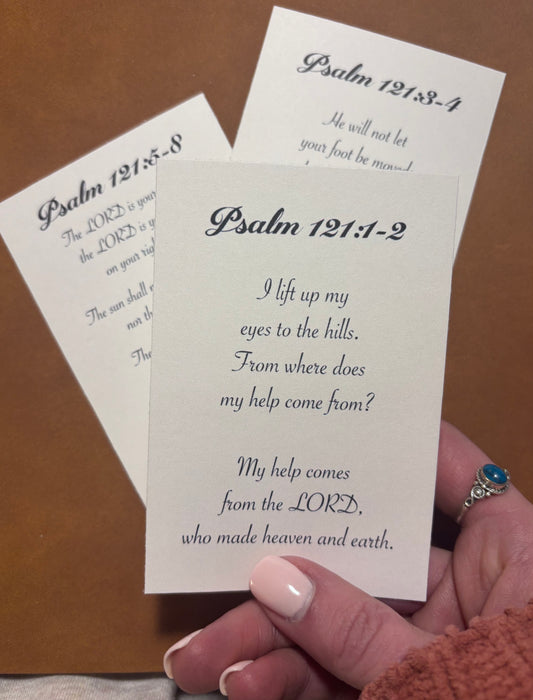 Psalm 121:3-4
He will not let
your foot be moved
Psalm 121:5-8
The LORD is your
the LORD is
on your
The sun shall
The
Psalm 121:1-2
I lift up my
eyes to the hills.
From where does
my help come from?
My help comes
from the LORD,
who made heaven and earth.